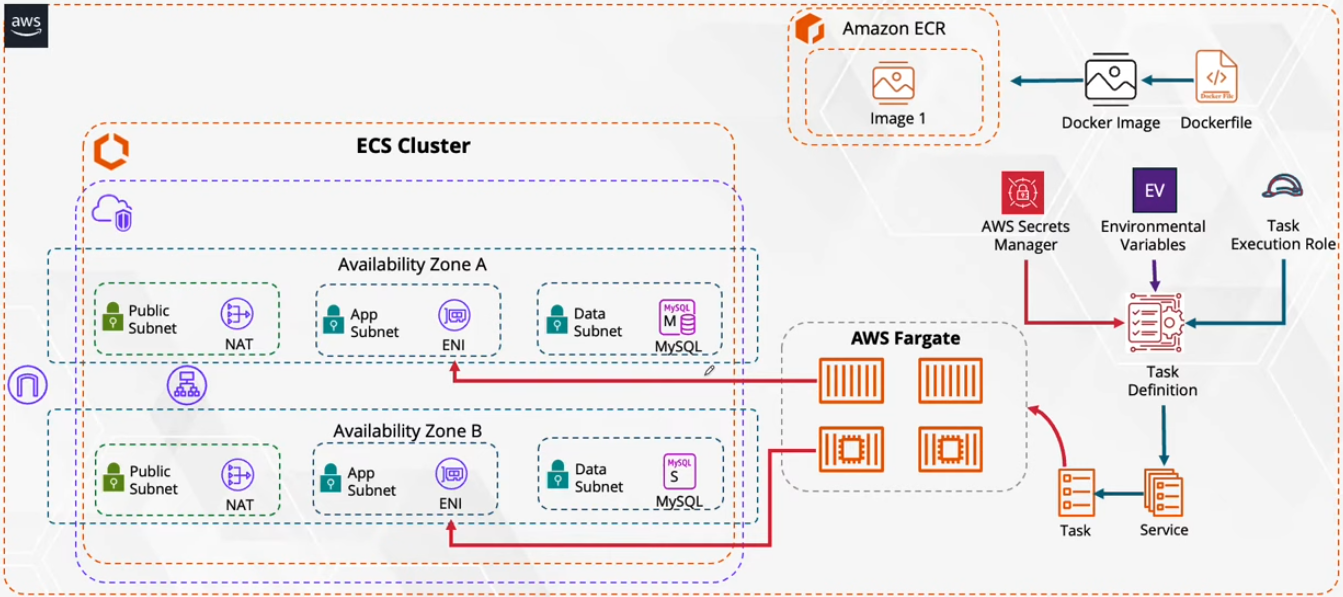 aws
Amazon ECR
Image 1
Docker File
Docker Image
Dockerfile
ECS Cluster
AWS Secrets
Manager
EV
Environmental
Variables
Task
Execution Role
Availability Zone A
Public
Subnet
NAT
App
Subnet
ENI
Data
Subnet
MySQL
M
MySQL
AWS Fargate
Task
Definition
Availability Zone B
Public
Subnet
NAT
App
Subnet
ENI
Data
Subnet
MySQL
S
MySQL
Task
Service